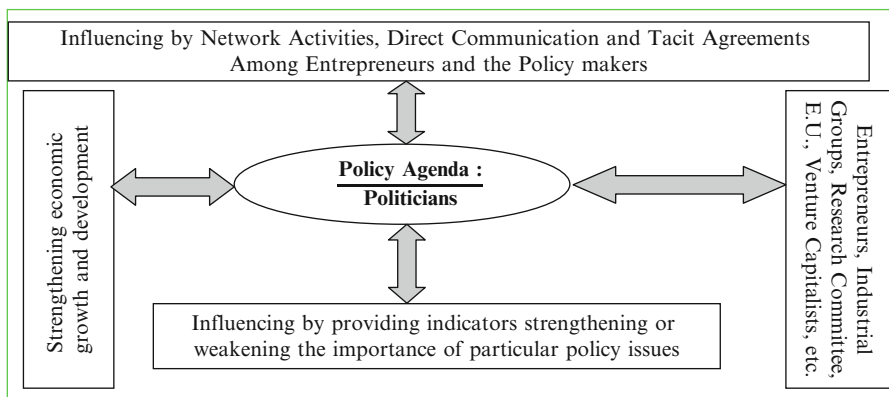 Influencing by Network Activities, Direct Communication and Tacit Agreements
Among Entrepreneurs and the Policy makers
Strengthening economic
growth and development
Policy Agenda :
Politicians
Entrepreneurs, Industrial
Groups, Research Committee,
E.U., Venture Capitalists, etc.
Influencing by providing indicators strengthening or
weakening the importance of particular policy issues